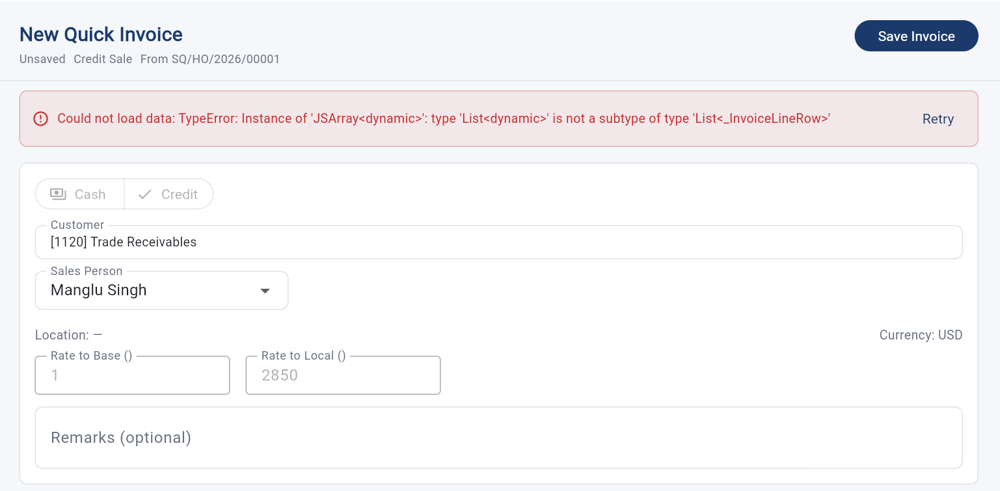 New Quick Invoice
Save Invoice
Unsaved Credit Sale From SQ/HO/2026/00001
Could not load data: TypeError: Instance of 'JSArray<dynamic>': type 'List<dynamic>' is not a subtype of type 'List<_InvoiceLineRow>'
Retry
Cash
Credit
Customer
[1120] Trade Receivables
Sales Person
Manglu Singh
Location: —
Currency: USD
Rate to Base ()
1
Rate to Local ()
2850
Remarks (optional)